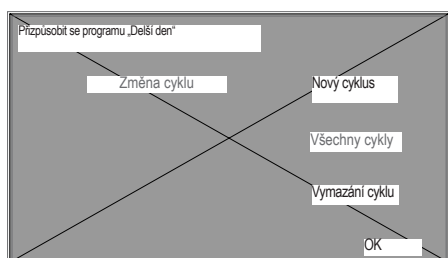 Přizpůsobit se programu „Delší den“
Změna cyklu
Nový cyklus
Všechny cykly
Vymazání cyklu
OK